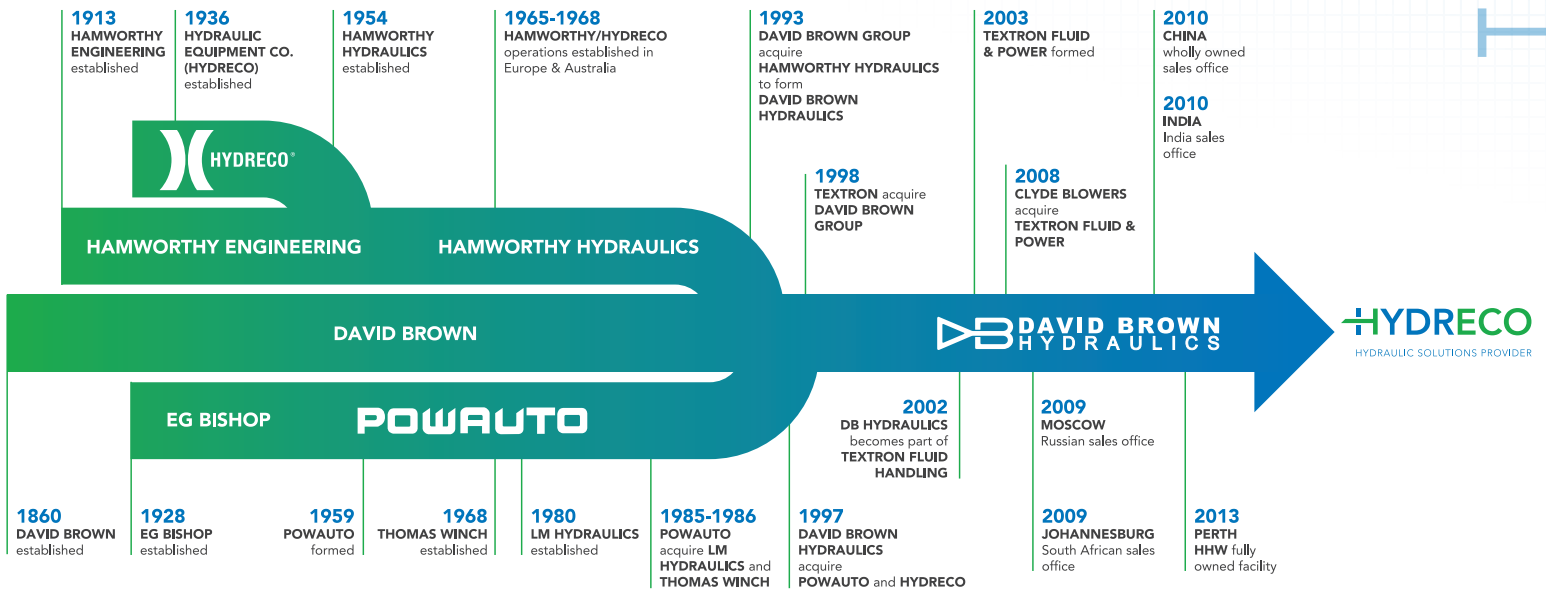 1913
HAMWORTHY
ENGINEERING
established
1936
HYDRAULIC
EQUIPMENT CO.
(HYDRECO)
established
1954
HAMWORTHY
HYDRAULICS
established
1965-1968
HAMWORTHY/HYDRECO
operations established in
Europe & Australia
1993
DAVID BROWN GROUP
acquire
HAMWORTHY HYDRAULICS
to form
DAVID BROWN
HYDRAULICS
2003
TEXTRON FLUID
& POWER formed
2010
CHINA
wholly owned
sales office
2010
INDIA
India sales
office
1998
TEXTRON acquire
DAVID BROWN
GROUP
2008
CLYDE BLOWERS
acquire
TEXTRON FLUID &
POWER
HYDRECO®
HAMWORTHY ENGINEERING
HAMWORTHY HYDRAULICS
DAVID BROWN
DB DAVID BROWN
HYDRAULICS
HYDRECO
HYDRAULIC SOLUTIONS PROVIDER
EG BISHOP
POWAUTO
2002
DB HYDRAULICS
becomes part of
TEXTRON FLUID
HANDLING
2009
MOSCOW
Russian sales office
1860
DAVID BROWN
established
1928
EG BISHOP
established
1959
POWAUTO
formed
1968
THOMAS WINCH
established
1980
LM HYDRAULICS
established
1985-1986
POWAUTO
acquire LM
HYDRAULICS and
THOMAS WINCH
1997
DAVID BROWN
HYDRAULICS
acquire
POWAUTO and HYDRECO
2009
JOHANNESBURG
South African sales
office
2013
PERTH
HHW fully
owned facility